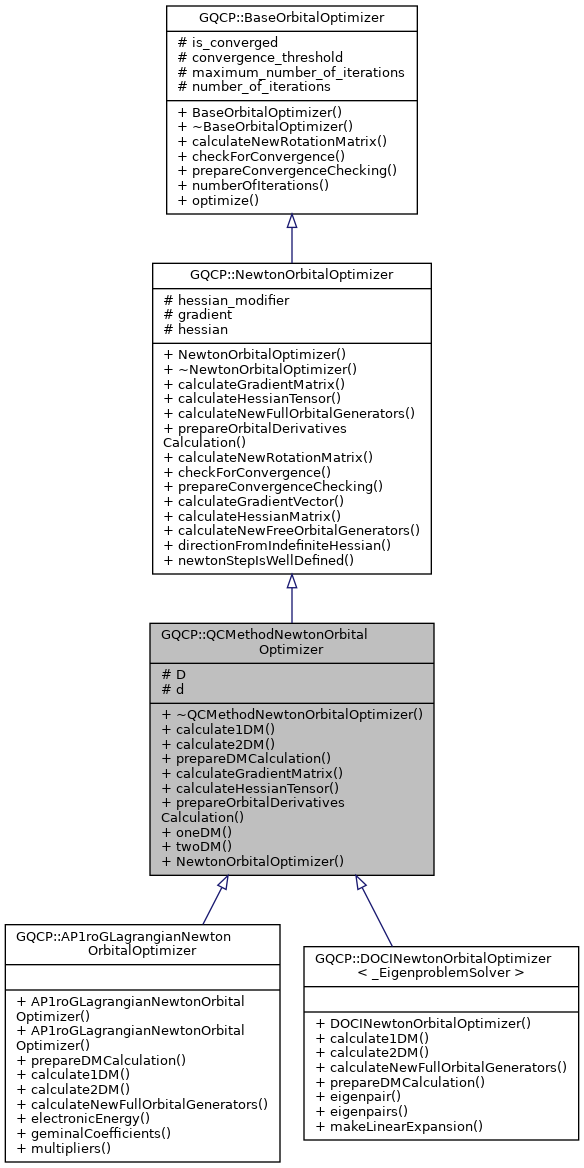 GQCP::BaseOrbitalOptimizer
# is_converged
# convergence_threshold
# maximum_number_of_iterations
# number_of_iterations
+ BaseOrbitalOptimizer()
+ ~BaseOrbitalOptimizer()
+ calculateNewRotationMatrix()
+ checkForConvergence()
+ prepareConvergenceChecking()
+ numberOfIterations()
+ optimize()
GQCP::NewtonOrbitalOptimizer
# hessian_modifier
# gradient
# hessian
+ NewtonOrbitalOptimizer()
+ ~NewtonOrbitalOptimizer()
+ calculateGradientMatrix()
+ calculateHessianTensor()
+ calculateNewFullOrbitalGenerators()
+ prepareOrbitalDerivatives
Calculation()
+ calculateNewRotationMatrix()
+ checkForConvergence()
+ prepareConvergenceChecking()
+ calculateGradientVector()
+ calculateHessianMatrix()
+ calculateNewFreeOrbitalGenerators()
+ directionFromIndefiniteHessian()
+ newtonStepIsWellDefined()
GQCP::QCMethodNewtonOrbital
Optimizer
# D
# d
+ ~QCMethodNewtonOrbitalOptimizer()
+ calculate1DM()
+ calculate2DM()
+ prepareDMCalculation()
+ calculateGradientMatrix()
+ calculateHessianTensor()
+ prepareOrbitalDerivatives
Calculation()
+ oneDM()
+ twoDM()
+ NewtonOrbitalOptimizer()
GQCP::AP1roGLagrangianNewton
OrbitalOptimizer
+ AP1roGLagrangianNewtonOrbital
Optimizer()
+ AP1roGLagrangianNewtonOrbital
Optimizer()
+ prepareDMCalculation()
+ calculate1DM()
+ calculate2DM()
+ calculateNewFullOrbitalGenerators()
+ electronicEnergy()
+ geminalCoefficients()
+ multipliers()
GQCP::DOCINewtonOrbitalOptimizer
< _EigenproblemSolver >
+ DOCINewtonOrbitalOptimizer()
+ calculate1DM()
+ calculate2DM()
+ calculateNewFullOrbitalGenerators()
+ prepareDMCalculation()
+ eigenpair()
+ eigenpairs()
+ makeLinearExpansion()